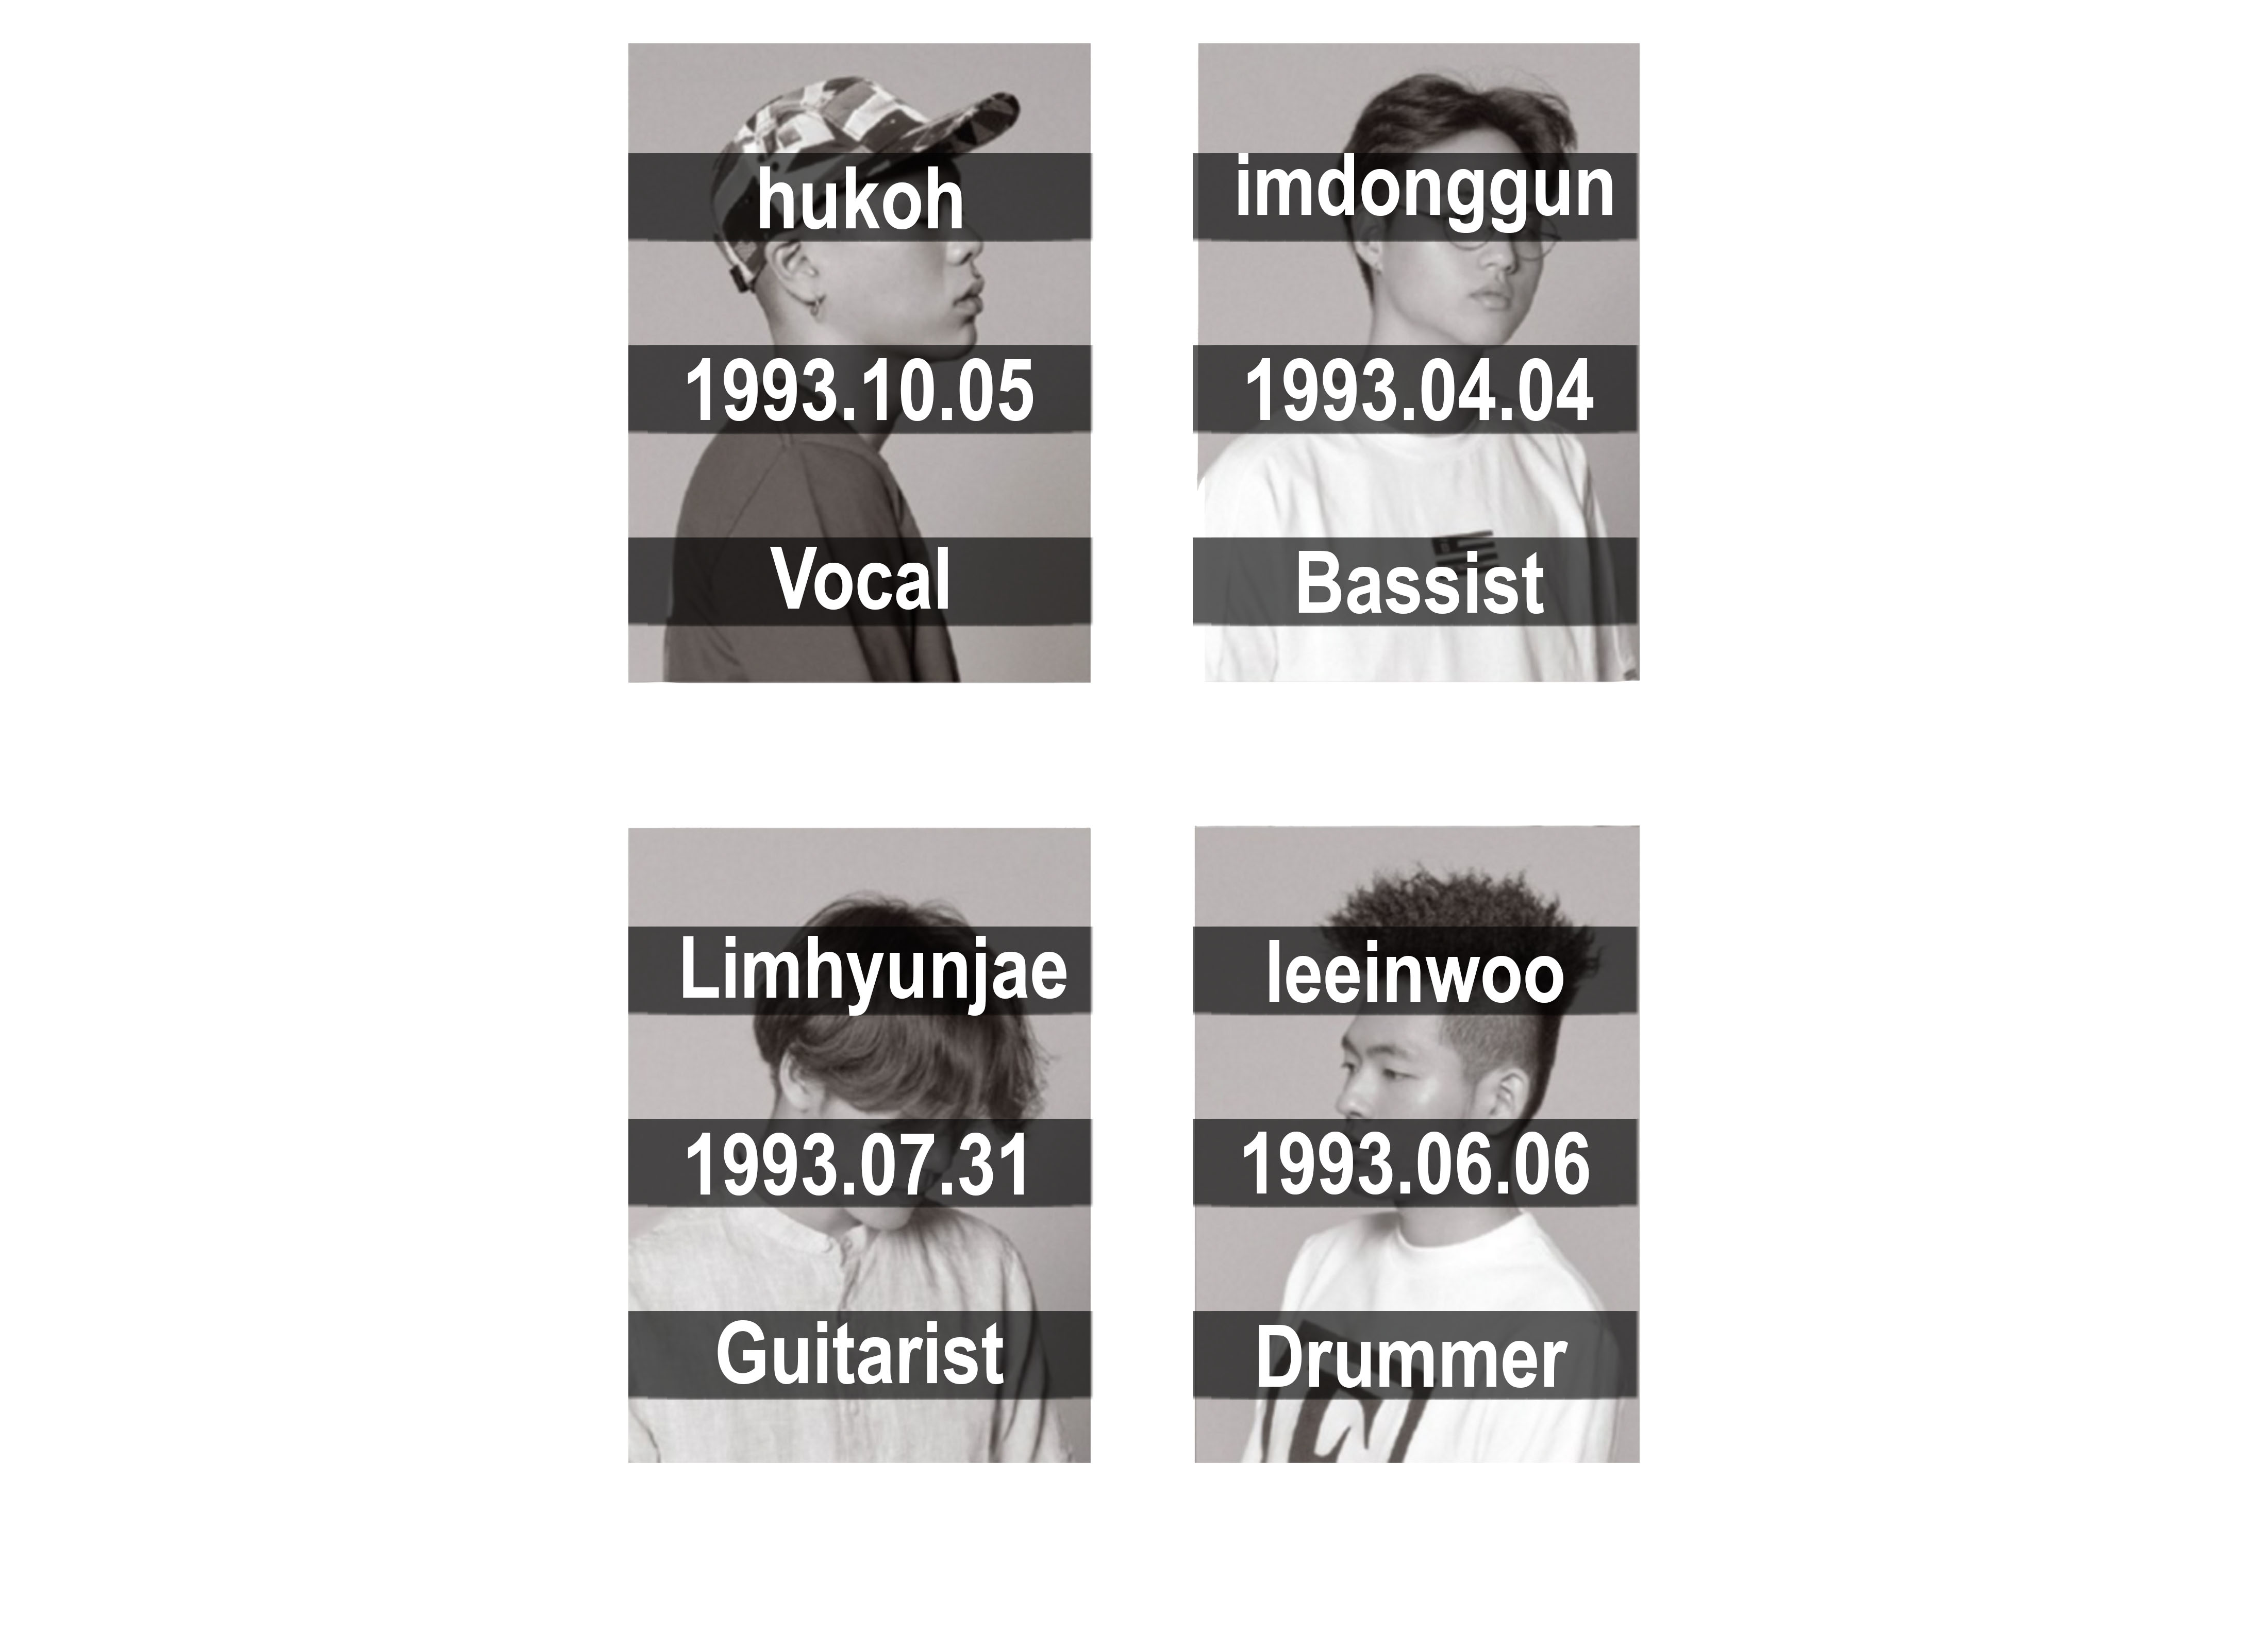 hukoh
1993.10.05
Vocal
imdonggun
1993.04.04
Bassist
Limhyunjae
1993.07.31
Guitarist
leeinwoo
1993.06.06
Drummer